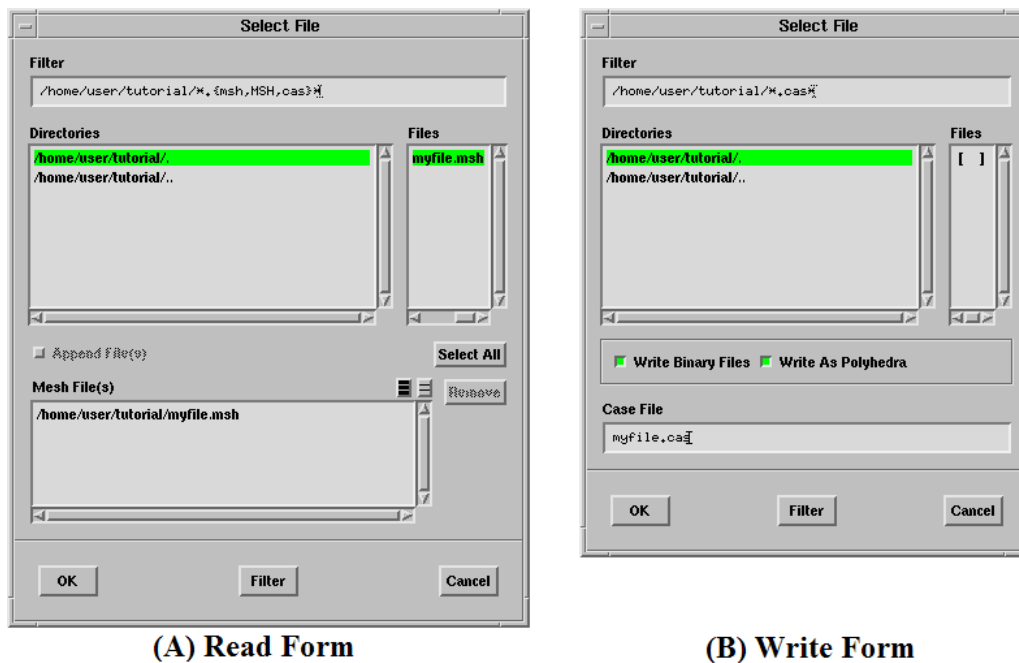 Select File
Filter
/home/user/tutorial/*.{msh,MSH,cas}*
Directories
Files
/home/user/tutorial/.
myfile.msh
/home/user/tutorial/..
Append File(s)
Select All
Mesh File(s)
Remove
/home/user/tutorial/myfile.msh
OK
Filter
Cancel
(A) Read Form
Select File
Filter
/home/user/tutorial/*.cas*
Directories
Files
/home/user/tutorial/.
[ ]
/home/user/tutorial/..
Write Binary Files
Write As Polyhedra
Case File
myfile.cas
OK
Filter
Cancel
(B) Write Form